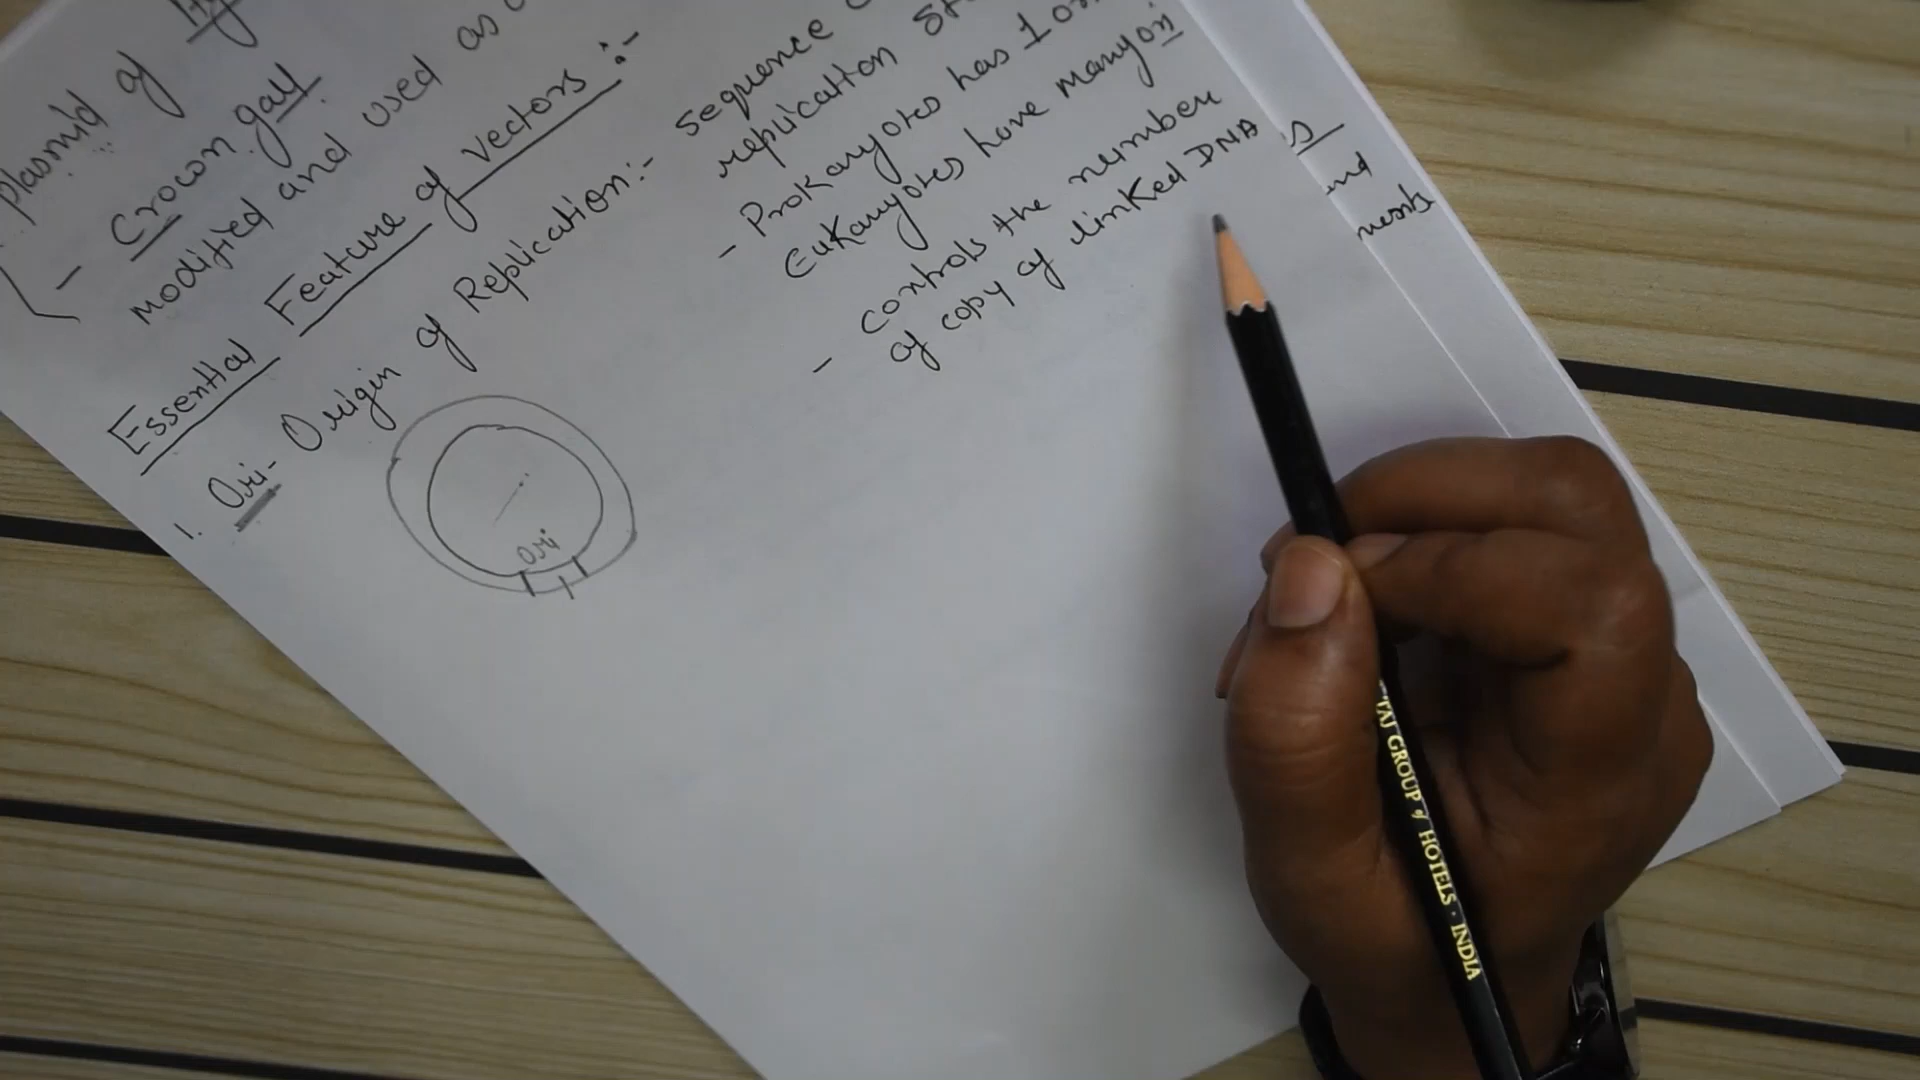 plasmid of
- Crown gall
modified and used as
Essential Feature of vectors :-
1. Ori - Origin of Replication :- sequence
replication
- Prokaryotes has 1 ori
Eukaryotes have many ori
- controls the number
of copy of linked DNA
Ori
TAJ GROUP of HOTELS · INDIA